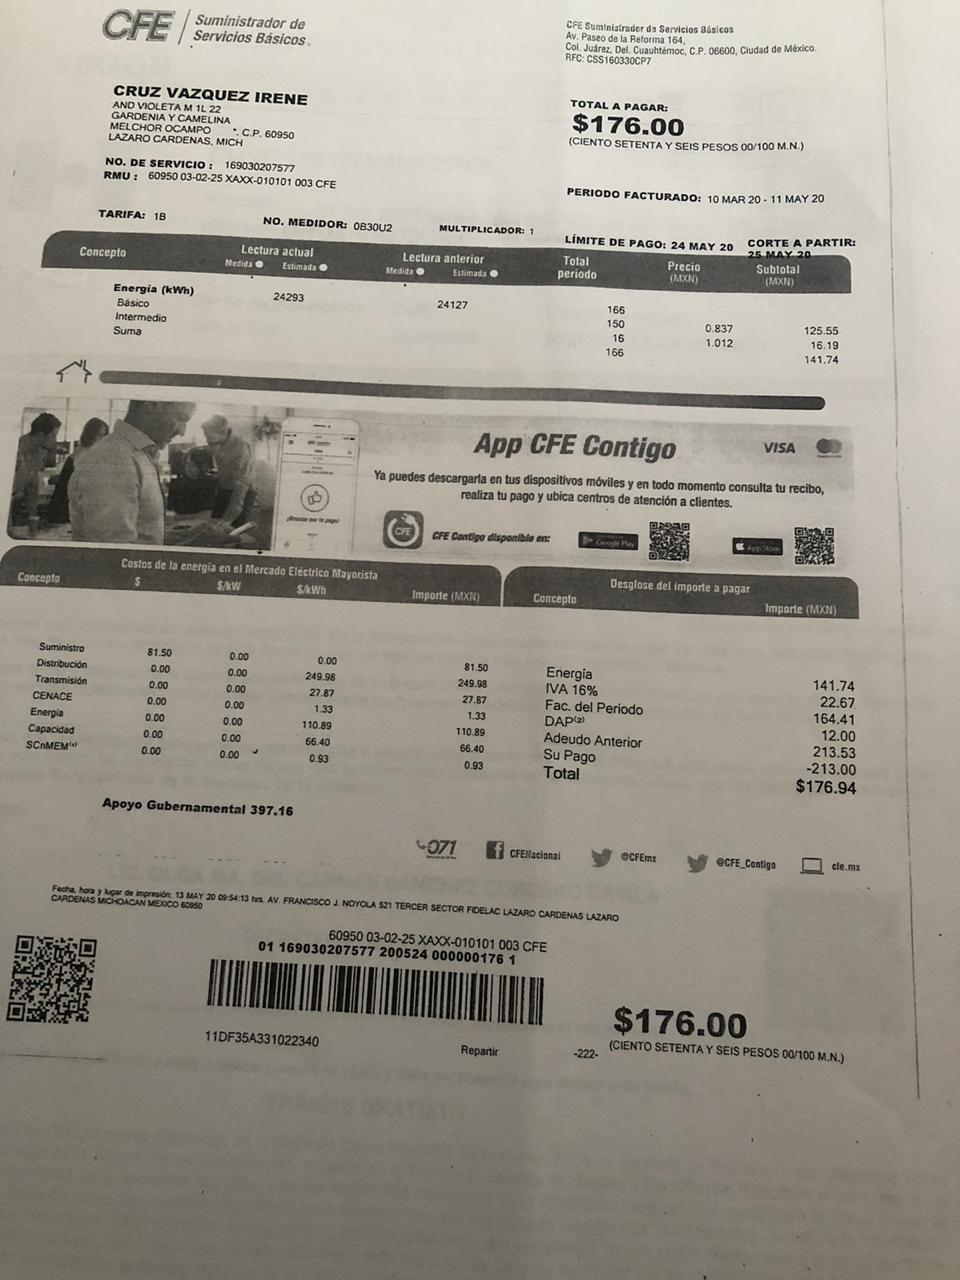 CFE Suministrador de
Servicios Básicos
CFE Suministrador de Servicios Básicos
Av. Paseo de la Reforma 164,
Col. Juárez, Del. Cuauhtémoc, C.P. 06600, Ciudad de México.
RFC: CSS160330CP7
CRUZ VAZQUEZ IRENE
AND VIOLETA M 1L 22
GARDENIA Y CAMELINA
MELCHOR OCAMPO C.P. 60950
LAZARO CARDENAS, MICH
TOTAL A PAGAR:
$176.00
(CIENTO SETENTA Y SEIS PESOS 00/100 M.N.)
NO. DE SERVICIO : 169030207577
RMU : 60950 03-02-25 XAXX-010101 003 CFE
PERIODO FACTURADO: 10 MAR 20 - 11 MAY 20
TARIFA: 1B NO. MEDIDOR: 0B30U2 MULTIPLICADOR: 1
LÍMITE DE PAGO: 24 MAY 20 CORTE A PARTIR:
25 MAY 20
Concepto Lectura actual Lectura anterior Total periodo Precio (MXN) Subtotal (MXN)
Medida Estimada Medida Estimada
Energía (kWh) 24293 24127 166
Básico 150 0.837 125.55
Intermedio 16 1.012 16.19
Suma 166 141.74
App CFE Contigo VISA
Ya puedes descargarla en tus dispositivos móviles y en todo momento consulta tu recibo,
realiza tu pago y ubica centros de atención a clientes.
CFE CFE Contigo disponible en: Google Play App Store
¡Gracias por tu pago!
Costos de la energía en el Mercado Eléctrico Mayorista
Concepto $ $/kW $/kWh Importe (MXN)
Suministro 81.50 0.00 0.00 81.50
Distribución 0.00 0.00 249.98 249.98
Transmisión 0.00 0.00 27.87 27.87
CENACE 0.00 0.00 1.33 1.33
Energía 0.00 0.00 110.89 110.89
Capacidad 0.00 0.00 66.40 66.40
SCnMEM⁽¹⁾ 0.00 0.00 0.93 0.93
Desglose del importe a pagar
Concepto Importe (MXN)
Energía 141.74
IVA 16% 22.67
Fac. del Periodo 164.41
DAP⁽²⁾ 12.00
Adeudo Anterior 213.53
Su Pago -213.00
Total $176.94
Apoyo Gubernamental 397.16
071 CFENacional @CFEmx @CFE_Contigo cfe.mx
Fecha, hora y lugar de impresión: 13 MAY 20 09:54:13 hrs. AV. FRANCISCO J. NOYOLA 521 TERCER SECTOR FIDELAC LAZARO CARDENAS LAZARO
CARDENAS MICHOACAN MEXICO 60950
60950 03-02-25 XAXX-010101 003 CFE
01 169030207577 200524 000000176 1
11DF35A331022340
Repartir
-222-
$176.00
(CIENTO SETENTA Y SEIS PESOS 00/100 M.N.)
TRÁMITE GRATUITO